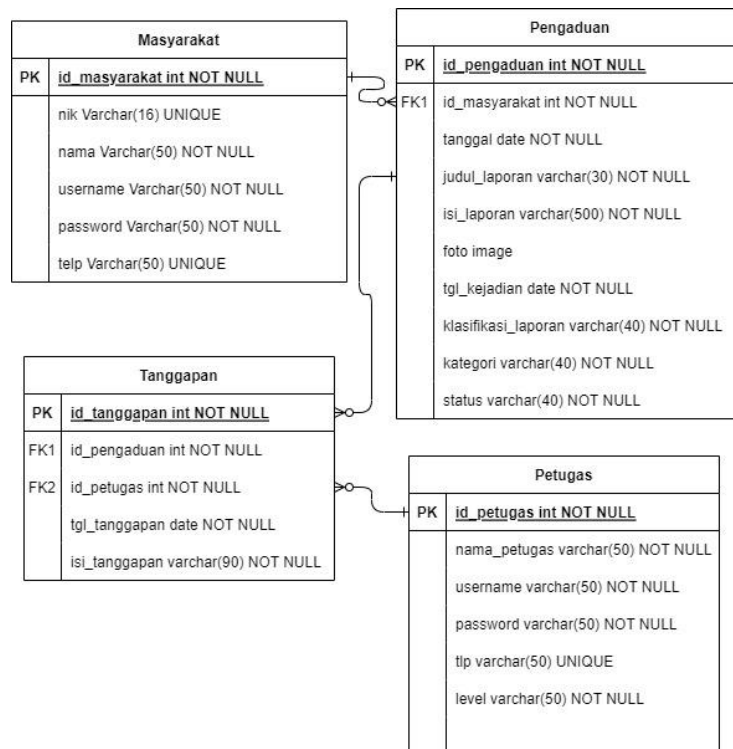 Masyarakat
PK id_masyarakat int NOT NULL
nik Varchar(16) UNIQUE
nama Varchar(50) NOT NULL
username Varchar(50) NOT NULL
password Varchar(50) NOT NULL
telp Varchar(50) UNIQUE
Pengaduan
PK id_pengaduan int NOT NULL
FK1 id_masyarakat int NOT NULL
tanggal date NOT NULL
judul_laporan varchar(30) NOT NULL
isi_laporan varchar(500) NOT NULL
foto image
tgl_kejadian date NOT NULL
klasifikasi_laporan varchar(40) NOT NULL
kategori varchar(40) NOT NULL
status varchar(40) NOT NULL
Tanggapan
PK id_tanggapan int NOT NULL
FK1 id_pengaduan int NOT NULL
FK2 id_petugas int NOT NULL
tgl_tanggapan date NOT NULL
isi_tanggapan varchar(90) NOT NULL
Petugas
PK id_petugas int NOT NULL
nama_petugas varchar(50) NOT NULL
username varchar(50) NOT NULL
password varchar(50) NOT NULL
tlp varchar(50) UNIQUE
level varchar(50) NOT NULL